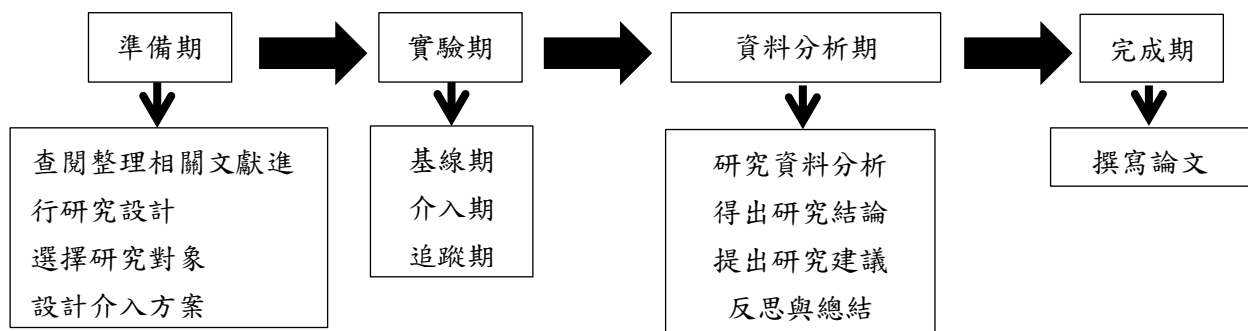 準備期
實驗期
資料分析期
完成期
查閱整理相關文獻進
行研究設計
選擇研究對象
設計介入方案
基線期
介入期
追蹤期
研究資料分析
得出研究結論
提出研究建議
反思與總結
撰寫論文